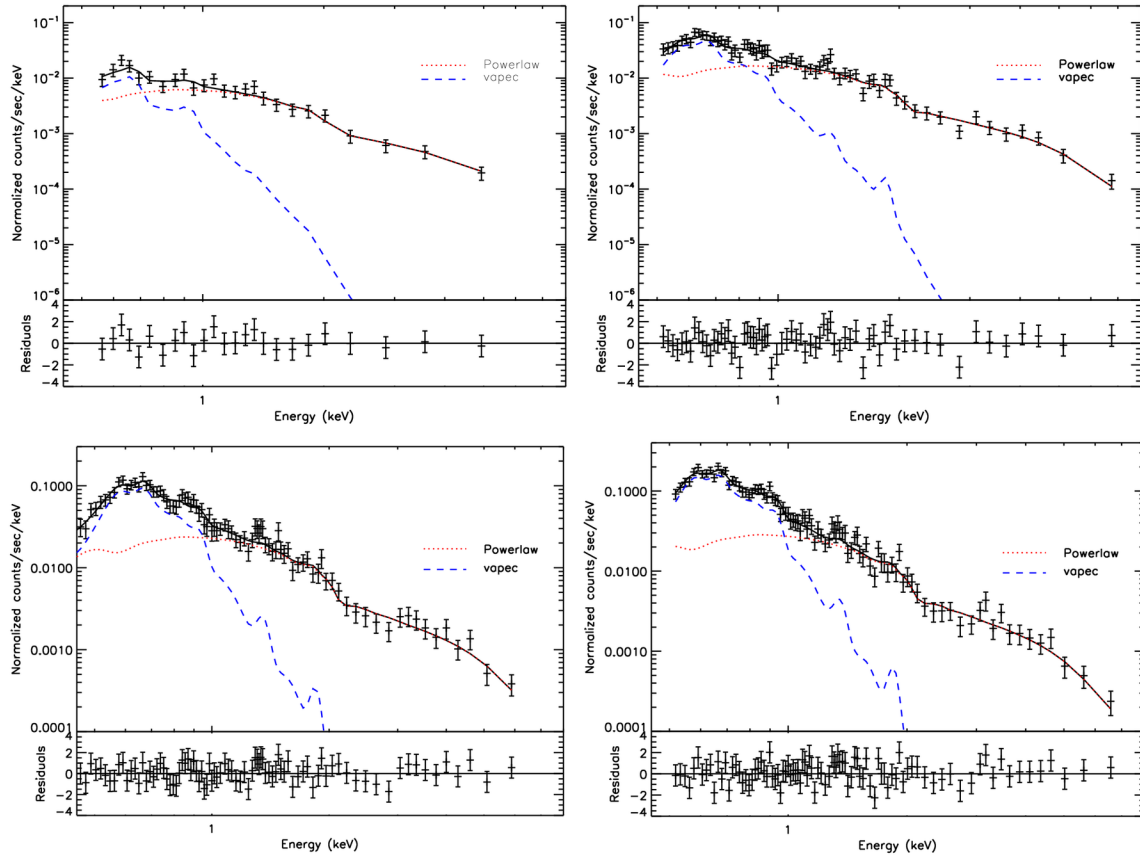 10⁻¹
10⁻²
10⁻³
10⁻⁴
10⁻⁵
10⁻⁶
Normalized counts/sec/keV
Powerlaw
vapec
4
2
0
−2
−4
Residuals
1
Energy (keV)
10⁻¹
10⁻²
10⁻³
10⁻⁴
10⁻⁵
10⁻⁶
Normalized counts/sec/keV
Powerlaw
vapec
4
2
0
−2
−4
Residuals
1
Energy (keV)
0.1000
0.0100
0.0010
0.0001
Normalized counts/sec/keV
Powerlaw
vapec
4
2
0
−2
−4
Residuals
1
Energy (keV)
0.1000
0.0100
0.0010
0.0001
Normalized counts/sec/keV
Powerlaw
vapec
4
2
0
−2
−4
Residuals
1
Energy (keV)